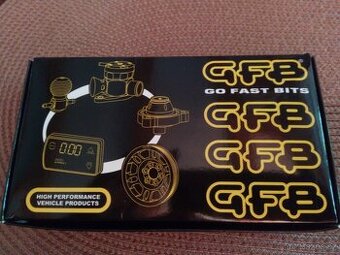 GFB
GO FAST BITS
GFB
GFB
GFB
0.00
HIGH PERFORMANCE
VEHICLE PRODUCTS